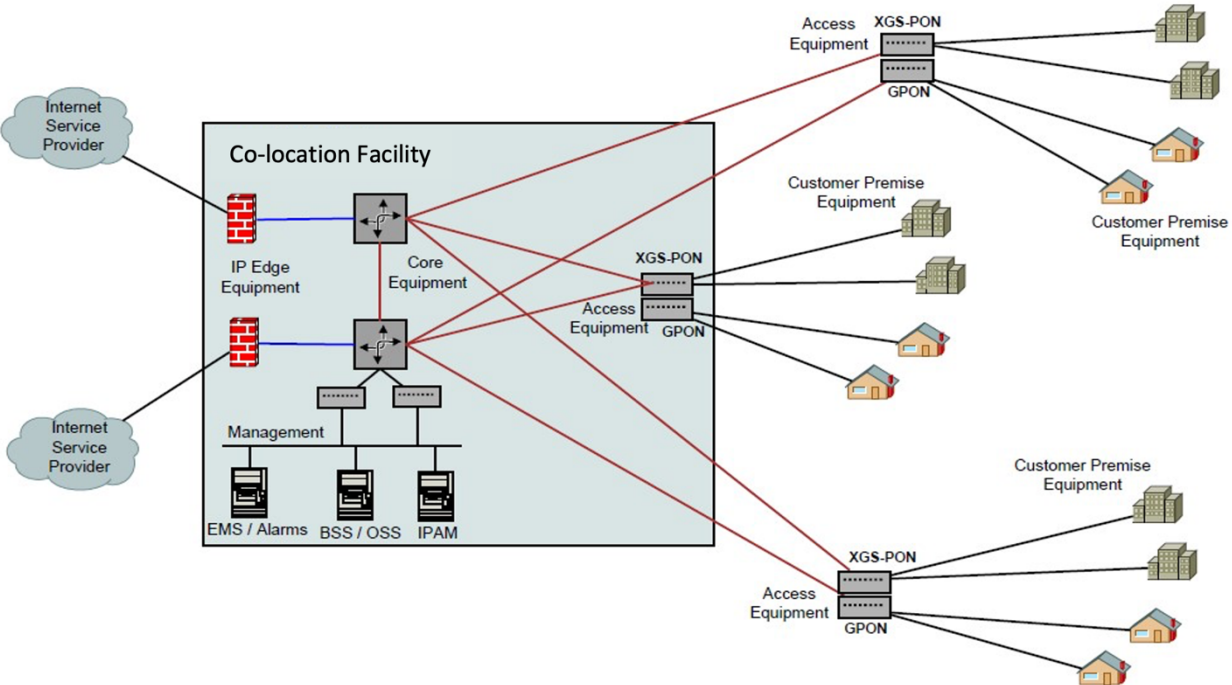 Access
Equipment
XGS-PON
GPON
Internet
Service
Provider
Co-location Facility
Customer Premise
Equipment
Customer Premise
Equipment
IP Edge
Equipment
Core
Equipment
XGS-PON
Access
Equipment
GPON
Internet
Service
Provider
Management
EMS / Alarms
BSS / OSS
IPAM
Customer Premise
Equipment
XGS-PON
Access
Equipment
GPON